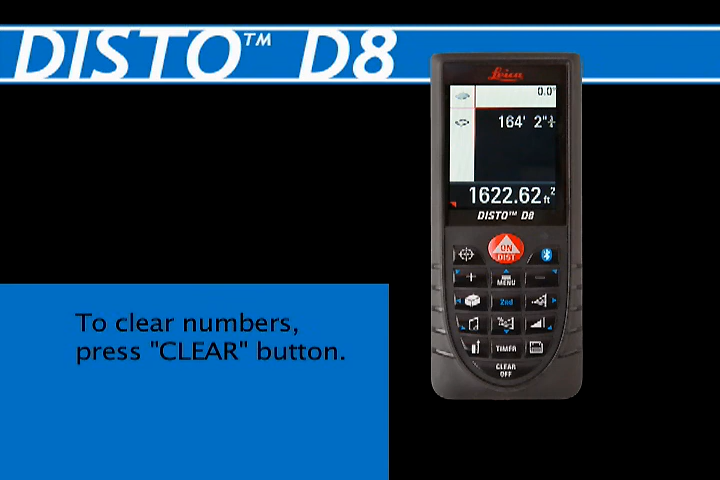 DISTO™ D8
Leica
0.0°
164' 2"
1622.62 ft²
DISTO™ D8
ON
DIST
+
MENU
−
2nd
TIMER
CLEAR
OFF
To clear numbers,
press "CLEAR" button.